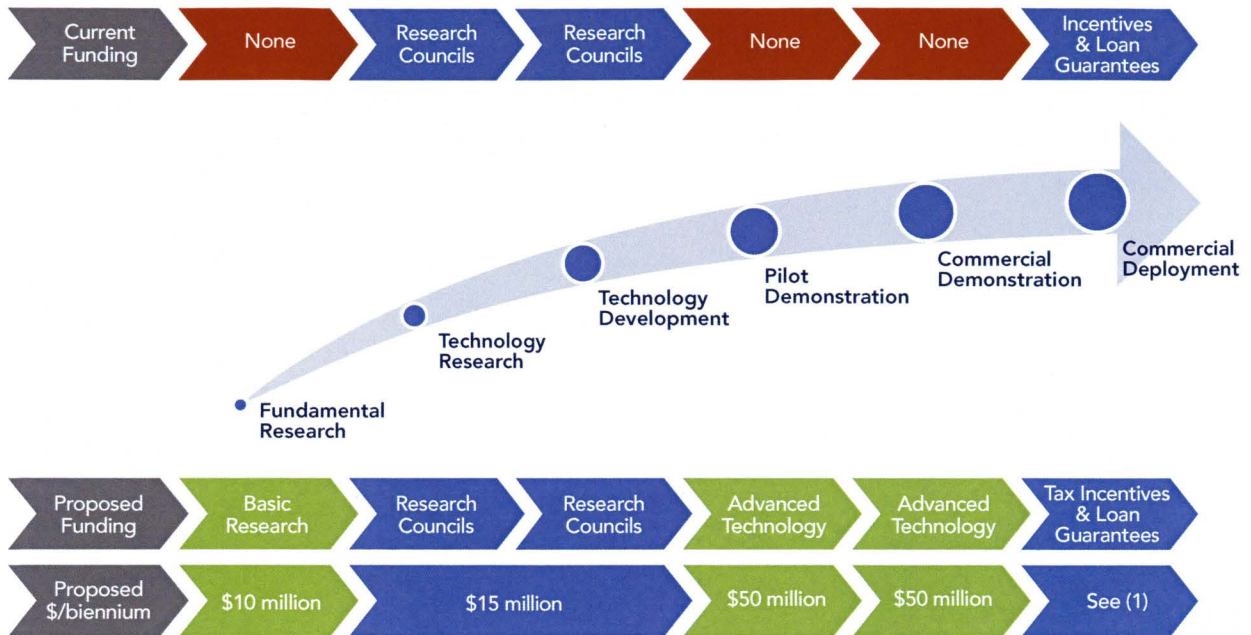 Current
Funding
None
Research
Councils
Research
Councils
None
None
Incentives
& Loan
Guarantees
Commercial
Deployment
Commercial
Demonstration
Pilot
Demonstration
Technology
Development
Technology
Research
Fundamental
Research
Proposed
Funding
Basic
Research
Research
Councils
Research
Councils
Advanced
Technology
Advanced
Technology
Tax Incentives
& Loan
Guarantees
Proposed
$/biennium
$10 million
$15 million
$50 million
$50 million
See (1)